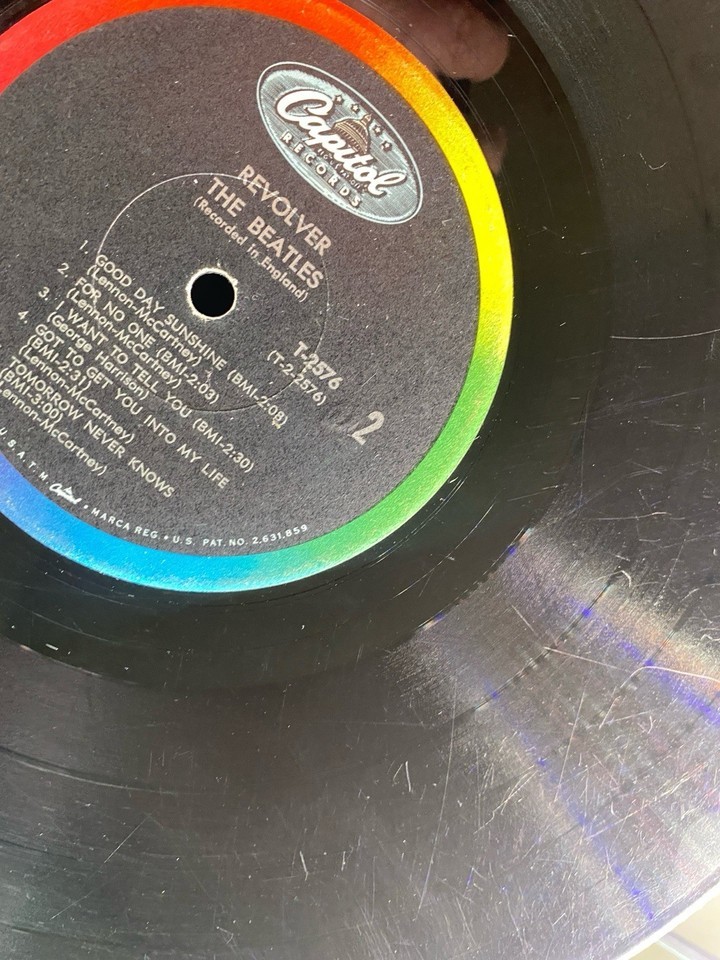 Capitol
RECORDS
REVOLVER
THE BEATLES
(Recorded in England)
T-2576
(T-2-2576)
2
1. GOOD DAY SUNSHINE (BMI-2:08)
(Lennon-McCartney)
2. FOR NO ONE (BMI-2:03)
(Lennon-McCartney)
3. I WANT TO TELL YOU (BMI-2:30)
(George Harrison)
4. GOT TO GET YOU INTO MY LIFE
(BMI-2:31)
(Lennon-McCartney)
TOMORROW NEVER KNOWS
(BMI-3:00)
Lennon-McCartney)
U.S.A. T.M. Capitol • MARCA REG. • U.S. PAT. NO. 2,631,859